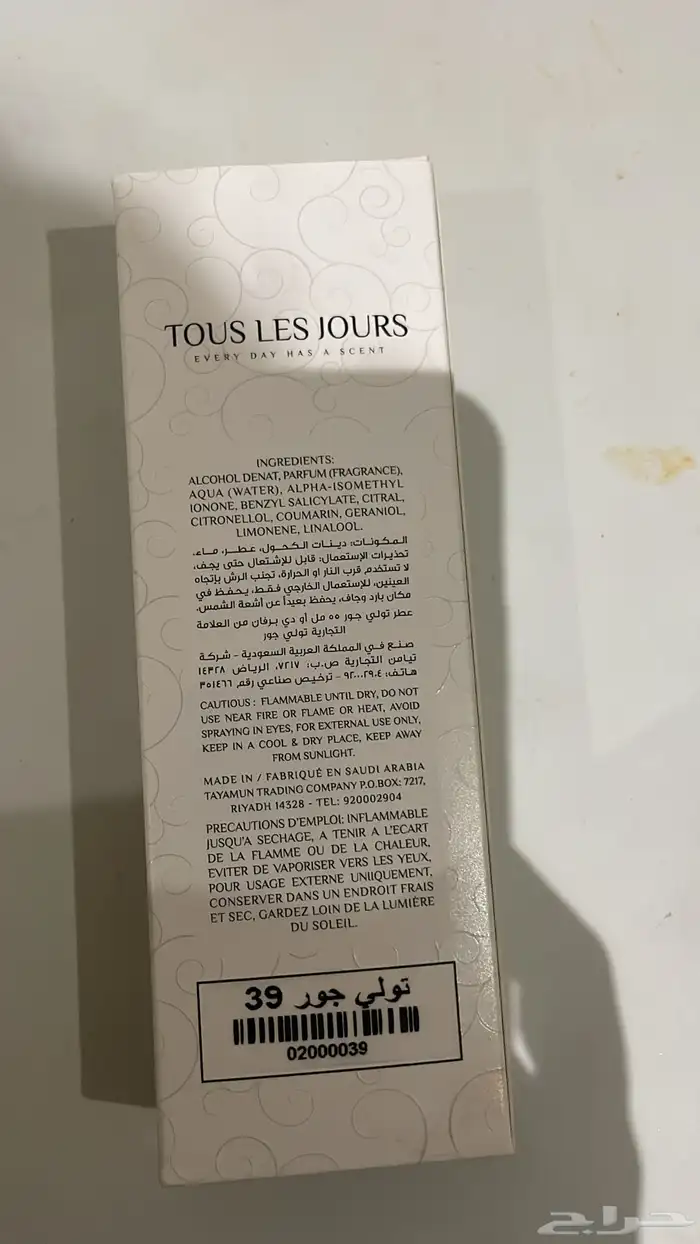 TOUS LES JOURS
EVERY DAY HAS A SCENT
INGREDIENTS:
ALCOHOL DENAT, PARFUM (FRAGRANCE),
AQUA (WATER), ALPHA-ISOMETHYL
IONONE, BENZYL SALICYLATE, CITRAL,
CITRONELLOL, COUMARIN, GERANIOL,
LIMONENE, LINALOOL.
المكونات: دينات الكحول، عطر، ماء.
تحذيرات الإستعمال: قابل للإشتعال حتى يجف،
لا تستخدم قرب النار او الحرارة، تجنب الرش بإتجاه
العينين، للإستعمال الخارجي فقط، يحفظ في
مكان بارد وجاف، يحفظ بعيداً عن أشعة الشمس.
عطر تولي جور ٥٥ مل أو دي برفان من العلامة
التجارية تولي جور
صنع في المملكة العربية السعودية - شركة
تيامن التجارية ص.ب: ٧٢١٧، الرياض ١٤٣٢٨
هاتف: ٩٢٠٠٠٢٩٠٤ - ترخيص صناعي رقم ٣٥١٤٦٦
CAUTIOUS : FLAMMABLE UNTIL DRY, DO NOT
USE NEAR FIRE OR FLAME OR HEAT, AVOID
SPRAYING IN EYES, FOR EXTERNAL USE ONLY,
KEEP IN A COOL & DRY PLACE, KEEP AWAY
FROM SUNLIGHT.
MADE IN / FABRIQUÉ EN SAUDI ARABIA
TAYAMUN TRADING COMPANY P.O.BOX: 7217,
RIYADH 14328 - TEL: 920002904
PRECAUTIONS D'EMPLOI: INFLAMMABLE
JUSQU'A SECHAGE, A TENIR A L'ECART
DE LA FLAMME OU DE LA CHALEUR,
EVITER DE VAPORISER VERS LES YEUX,
POUR USAGE EXTERNE UNIIQUEMENT,
CONSERVER DANS UN ENDROIT FRAIS
ET SEC, GARDEZ LOIN DE LA LUMIÈRE
DU SOLEIL.
تولي جور 39
02000039
حراج